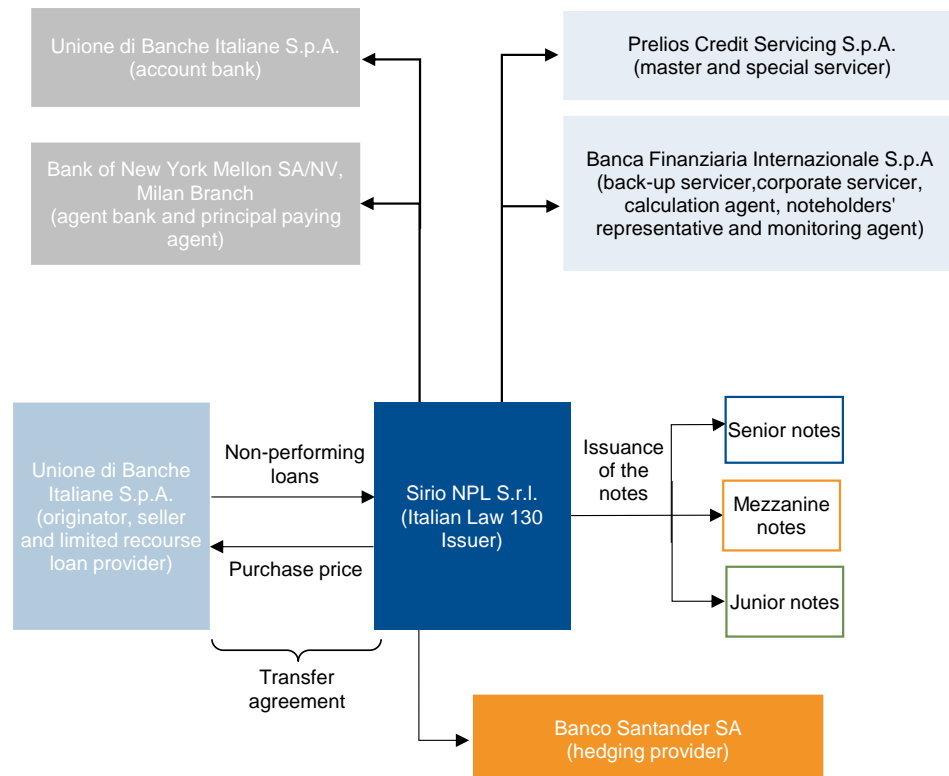 Unione di Banche Italiane S.p.A.
(account bank)
Prelios Credit Servicing S.p.A.
(master and special servicer)
Bank of New York Mellon SA/NV,
Milan Branch
(agent bank and principal paying
agent)
Banca Finanziaria Internazionale S.p.A
(back-up servicer,corporate servicer,
calculation agent, noteholders'
representative and monitoring agent)
Unione di Banche
Italiane S.p.A.
(originator, seller
and limited recourse
loan provider)
Non-performing
loans
Purchase price
Transfer
agreement
Sirio NPL S.r.l.
(Italian Law 130
Issuer)
Issuance
of the
notes
Senior notes
Mezzanine
notes
Junior notes
Banco Santander SA
(hedging provider)